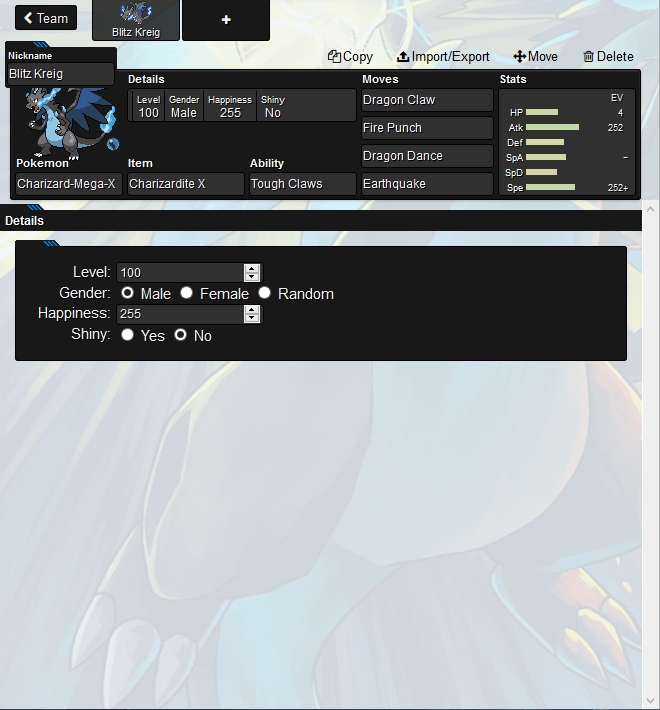 Team
Blitz Kreig
+
Copy Import/Export Move Delete
Nickname
Blitz Kreig
Details
Level Gender Happiness Shiny
100 Male 255 No
Pokemon
Charizard-Mega-X
Item
Charizardite X
Ability
Tough Claws
Moves
Dragon Claw
Fire Punch
Dragon Dance
Earthquake
Stats
EV
HP 4
Atk 252
Def
SpA −
SpD
Spe 252+
Details
Level: 100
Gender: Male Female Random
Happiness: 255
Shiny: Yes No